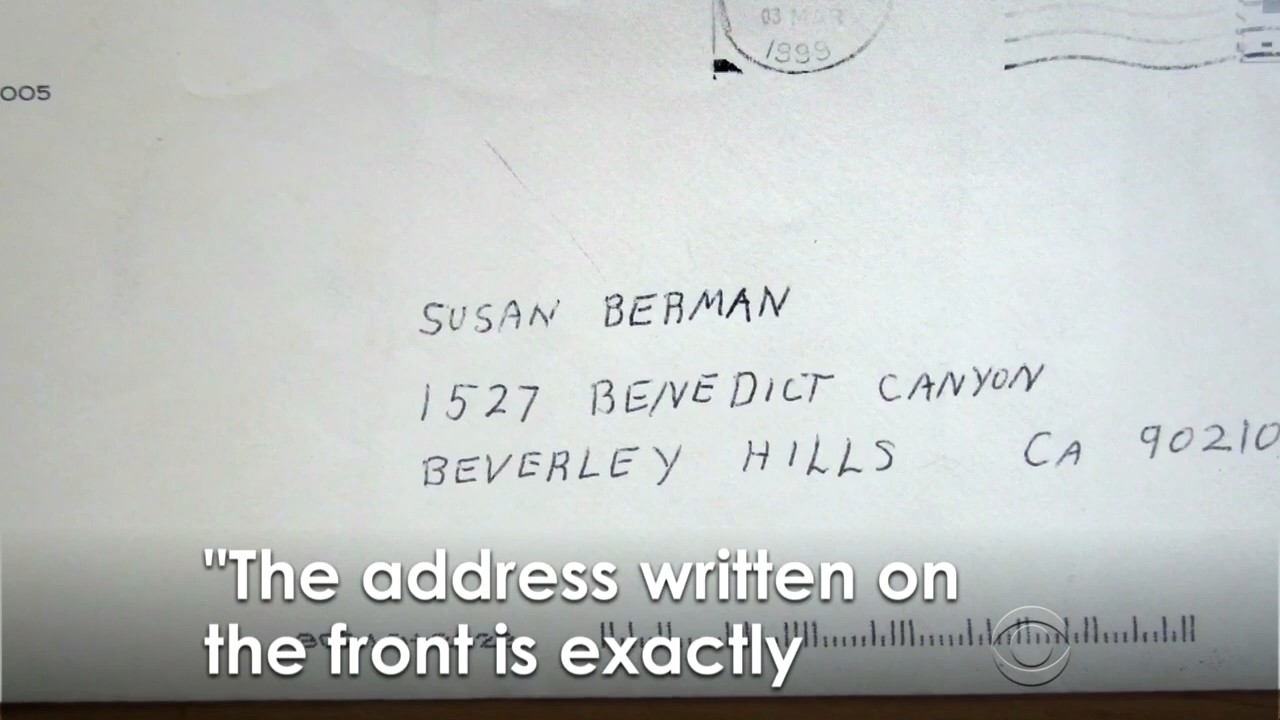 03 MAR
1999
005
SUSAN BERMAN
1527 BENEDICT CANYON
BEVERLEY HILLS CA 90210
"The address written on
the front is exactly